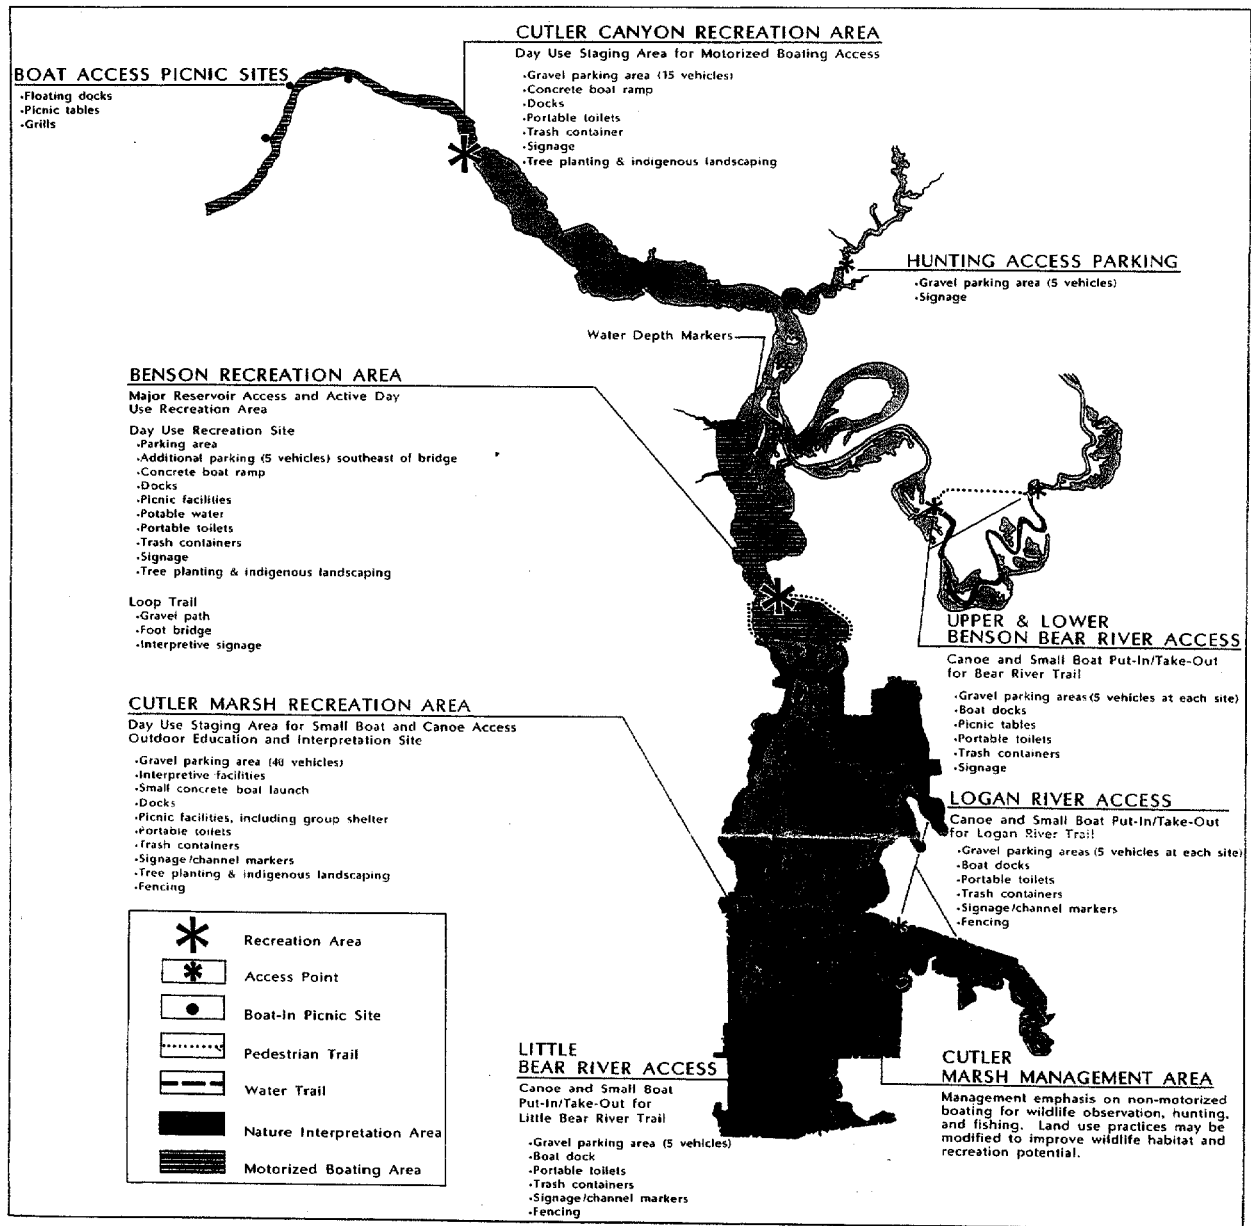 CUTLER CANYON RECREATION AREA
Day Use Staging Area for Motorized Boating Access
•Gravel parking area (15 vehicles)
•Concrete boat ramp
•Docks
•Portable toilets
•Trash container
•Signage
•Tree planting & indigenous landscaping
BOAT ACCESS PICNIC SITES
•Floating docks
•Picnic tables
•Grills
HUNTING ACCESS PARKING
•Gravel parking area (5 vehicles)
•Signage
Water Depth Markers
BENSON RECREATION AREA
Major Reservoir Access and Active Day
Use Recreation Area
Day Use Recreation Site
•Parking area
•Additional parking (5 vehicles) southeast of bridge
•Concrete boat ramp
•Docks
•Picnic facilities
•Potable water
•Portable toilets
•Trash containers
•Signage
•Tree planting & indigenous landscaping
Loop Trail
•Gravel path
•Foot bridge
•Interpretive signage
UPPER & LOWER
BENSON BEAR RIVER ACCESS
Canoe and Small Boat Put-In/Take-Out
for Bear River Trail
•Gravel parking areas (5 vehicles at each site)
•Boat docks
•Picnic tables
•Portable toilets
•Trash containers
•Signage
CUTLER MARSH RECREATION AREA
Day Use Staging Area for Small Boat and Canoe Access
Outdoor Education and Interpretation Site
•Gravel parking area (40 vehicles)
•Interpretive facilities
•Small concrete boat launch
•Docks
•Picnic facilities, including group shelter
•Portable toilets
•Trash containers
•Signage/channel markers
•Tree planting & indigenous landscaping
•Fencing
LOGAN RIVER ACCESS
Canoe and Small Boat Put-In/Take-Out
for Logan River Trail
•Gravel parking areas (5 vehicles at each site)
•Boat docks
•Portable toilets
•Trash containers
•Signage/channel markers
•Fencing
Recreation Area
Access Point
Boat-In Picnic Site
Pedestrian Trail
Water Trail
Nature Interpretation Area
Motorized Boating Area
LITTLE
BEAR RIVER ACCESS
Canoe and Small Boat
Put-In/Take-Out for
Little Bear River Trail
•Gravel parking area (5 vehicles)
•Boat dock
•Portable toilets
•Trash containers
•Signage/channel markers
•Fencing
CUTLER
MARSH MANAGEMENT AREA
Management emphasis on non-motorized
boating for wildlife observation, hunting,
and fishing. Land use practices may be
modified to improve wildlife habitat and
recreation potential.